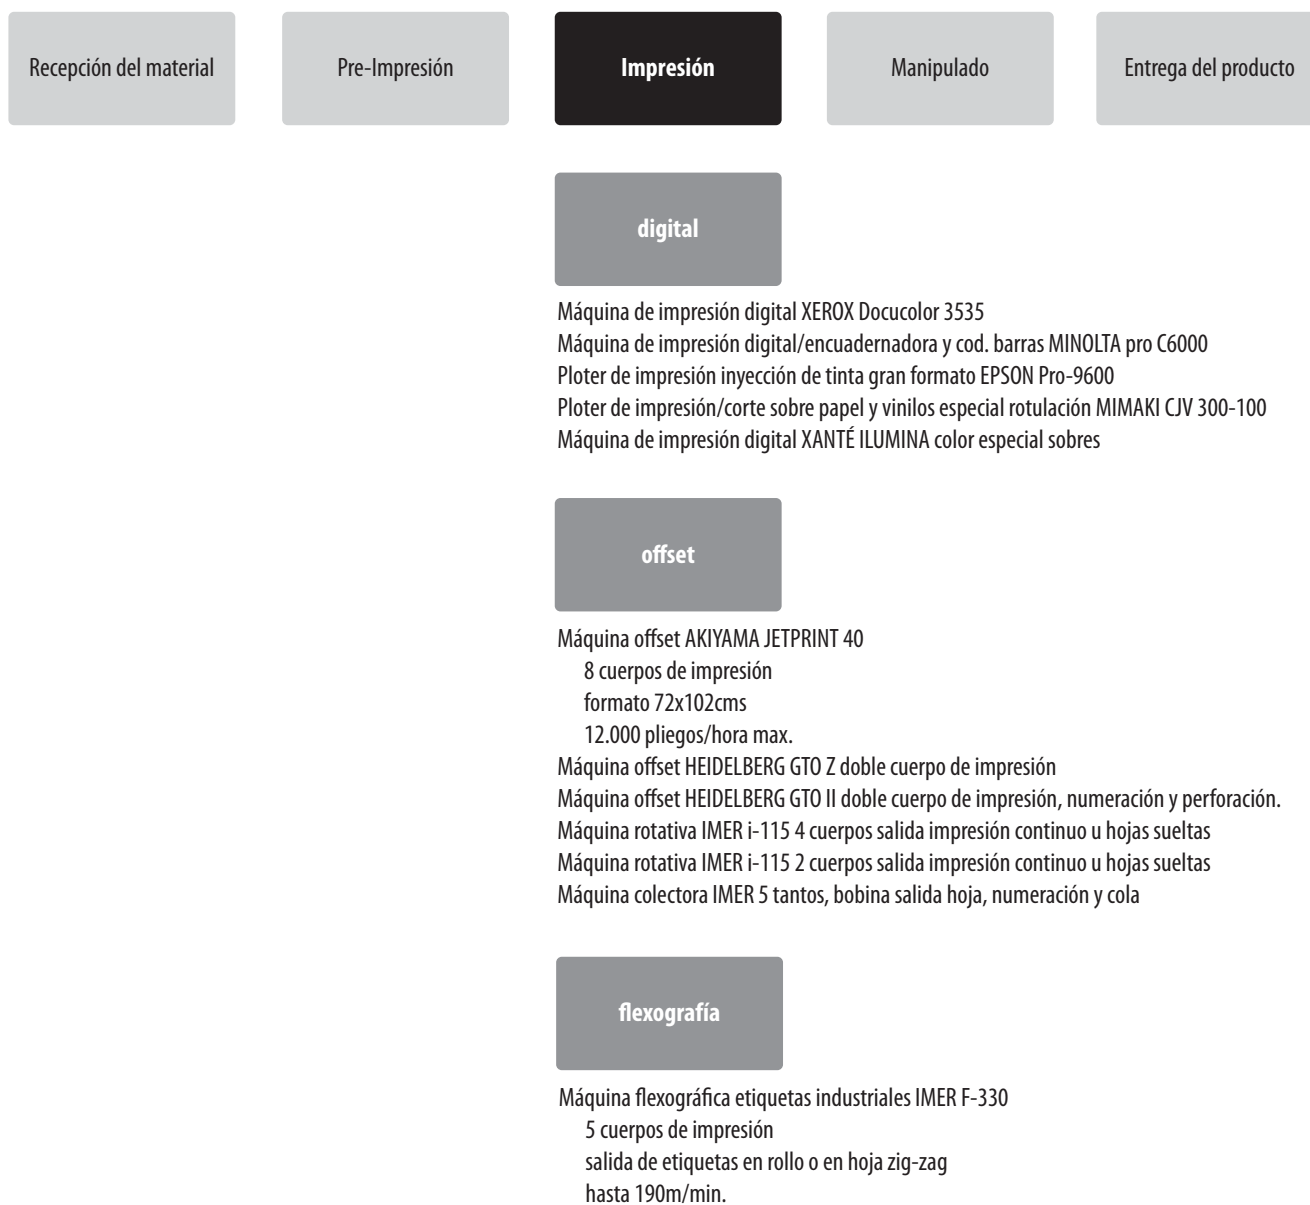 Recepción del material
Pre-Impresión
Impresión
Manipulado
Entrega del producto
digital
Máquina de impresión digital XEROX Docucolor 3535
Máquina de impresión digital/encuadernadora y cod. barras MINOLTA pro C6000
Ploter de impresión inyección de tinta gran formato EPSON Pro-9600
Ploter de impresión/corte sobre papel y vinilos especial rotulación MIMAKI CJV 300-100
Máquina de impresión digital XANTÉ ILUMINA color especial sobres
offset
Máquina offset AKIYAMA JETPRINT 40
8 cuerpos de impresión
formato 72x102cms
12.000 pliegos/hora max.
Máquina offset HEIDELBERG GTO Z doble cuerpo de impresión
Máquina offset HEIDELBERG GTO II doble cuerpo de impresión, numeración y perforación.
Máquina rotativa IMER i-115 4 cuerpos salida impresión continuo u hojas sueltas
Máquina rotativa IMER i-115 2 cuerpos salida impresión continuo u hojas sueltas
Máquina colectora IMER 5 tantos, bobina salida hoja, numeración y cola
flexografía
Máquina flexográfica etiquetas industriales IMER F-330
5 cuerpos de impresión
salida de etiquetas en rollo o en hoja zig-zag
hasta 190m/min.